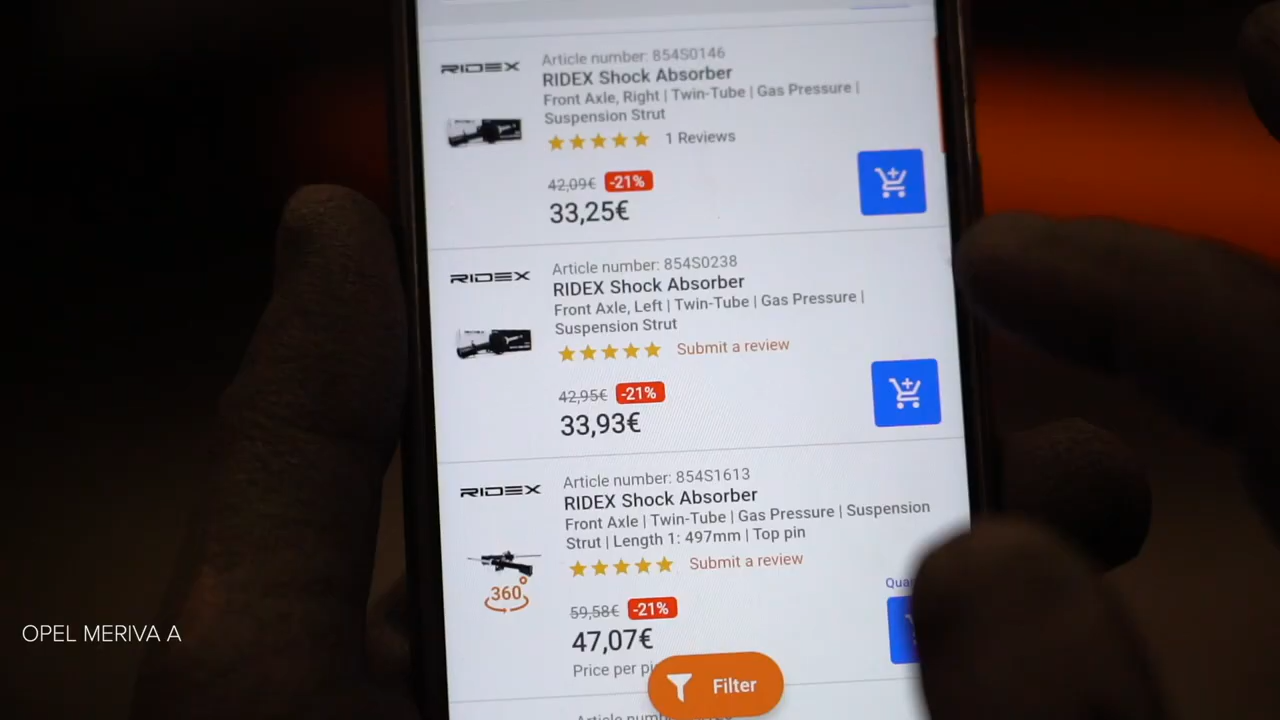 RIDEX
Article number: 854S0146
RIDEX Shock Absorber
Front Axle, Right | Twin-Tube | Gas Pressure |
Suspension Strut
1 Reviews
42,09€ -21%
33,25€
RIDEX
Article number: 854S0238
RIDEX Shock Absorber
Front Axle, Left | Twin-Tube | Gas Pressure |
Suspension Strut
Submit a review
42,95€ -21%
33,93€
RIDEX
Article number: 854S1613
RIDEX Shock Absorber
Front Axle | Twin-Tube | Gas Pressure | Suspension
Strut | Length 1: 497mm | Top pin
Submit a review
360°
59,58€ -21%
47,07€
Price per
Filter
OPEL MERIVA A